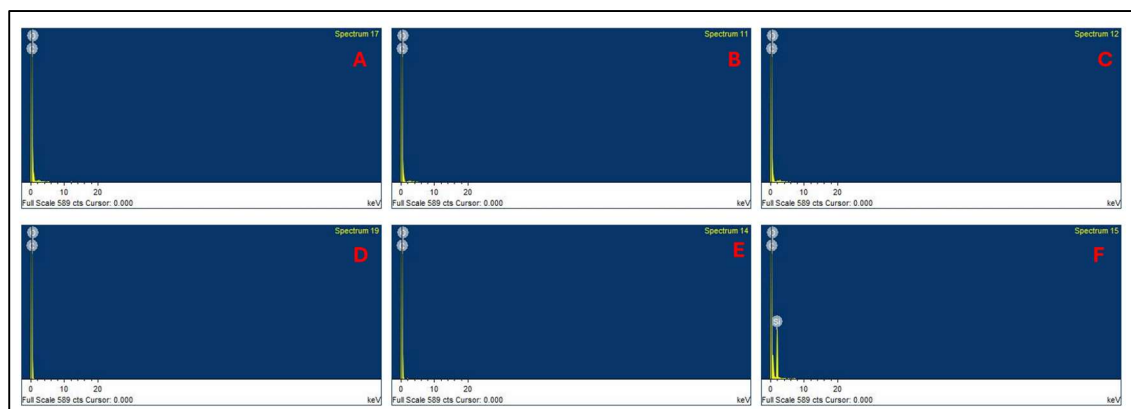 Spectrum 17
A
0 10 20
Full Scale 589 cts Cursor: 0.000 keV
Spectrum 11
B
0 10 20
Full Scale 589 cts Cursor: 0.000 keV
Spectrum 12
C
0 10 20
Full Scale 589 cts Cursor: 0.000 keV
Spectrum 19
D
0 10 20
Full Scale 589 cts Cursor: 0.000 keV
Spectrum 14
E
0 10 20
Full Scale 589 cts Cursor: 0.000 keV
Spectrum 15
F
Si
0 10 20
Full Scale 589 cts Cursor: 0.000 keV